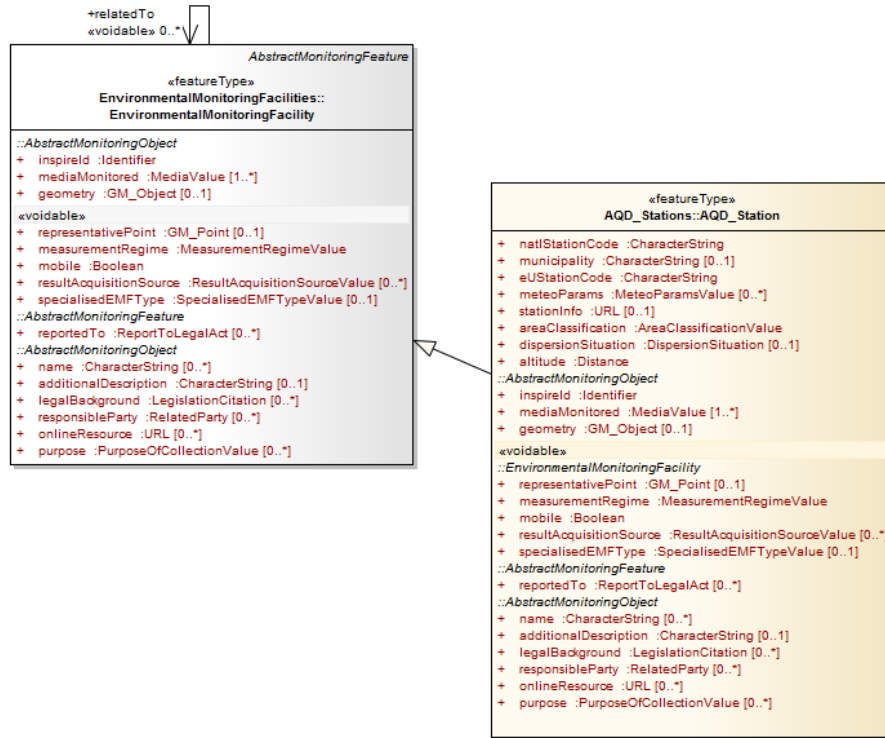 +relatedTo
«voidable» 0..*
AbstractMonitoringFeature
«featureType»
EnvironmentalMonitoringFacilities::
EnvironmentalMonitoringFacility
::AbstractMonitoringObject
+ inspireId :Identifier
+ mediaMonitored :MediaValue [1..*]
+ geometry :GM_Object [0..1]
«voidable»
+ representativePoint :GM_Point [0..1]
+ measurementRegime :MeasurementRegimeValue
+ mobile :Boolean
+ resultAcquisitionSource :ResultAcquisitionSourceValue [0..*]
+ specialisedEMFType :SpecialisedEMFTypeValue [0..1]
::AbstractMonitoringFeature
+ reportedTo :ReportToLegalAct [0..*]
::AbstractMonitoringObject
+ name :CharacterString [0..*]
+ additionalDescription :CharacterString [0..1]
+ legalBackground :LegislationCitation [0..*]
+ responsibleParty :RelatedParty [0..*]
+ onlineResource :URL [0..*]
+ purpose :PurposeOfCollectionValue [0..*]
«featureType»
AQD_Stations::AQD_Station
+ natlStationCode :CharacterString
+ municipality :CharacterString [0..1]
+ eUStationCode :CharacterString
+ meteoParams :MeteoParamsValue [0..*]
+ stationInfo :URL [0..1]
+ areaClassification :AreaClassificationValue
+ dispersionSituation :DispersionSituation [0..1]
+ altitude :Distance
::AbstractMonitoringObject
+ inspireId :Identifier
+ mediaMonitored :MediaValue [1..*]
+ geometry :GM_Object [0..1]
«voidable»
::EnvironmentalMonitoringFacility
+ representativePoint :GM_Point [0..1]
+ measurementRegime :MeasurementRegimeValue
+ mobile :Boolean
+ resultAcquisitionSource :ResultAcquisitionSourceValue [0..*
+ specialisedEMFType :SpecialisedEMFTypeValue [0..1]
::AbstractMonitoringFeature
+ reportedTo :ReportToLegalAct [0..*]
::AbstractMonitoringObject
+ name :CharacterString [0..*]
+ additionalDescription :CharacterString [0..1]
+ legalBackground :LegislationCitation [0..*]
+ responsibleParty :RelatedParty [0..*]
+ onlineResource :URL [0..*]
+ purpose :PurposeOfCollectionValue [0..*]